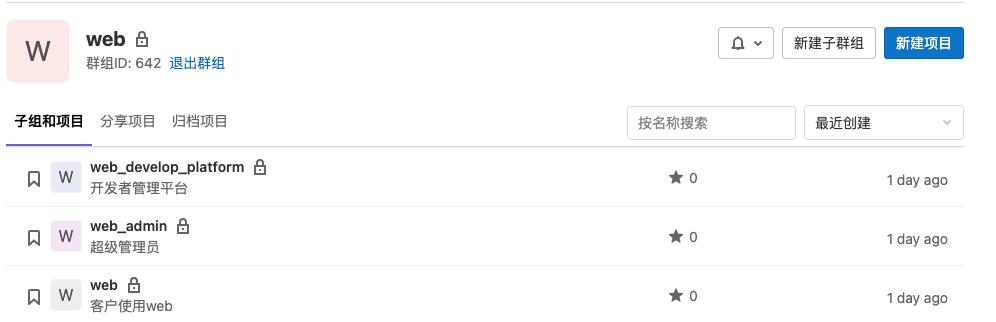 W
web
群组ID: 642 退出群组
新建子群组
新建项目
子组和项目 分享项目 归档项目
按名称搜索
最近创建
W
web_develop_platform
开发者管理平台
0
1 day ago
W
web_admin
超级管理员
0
1 day ago
W
web
客户使用web
0
1 day ago